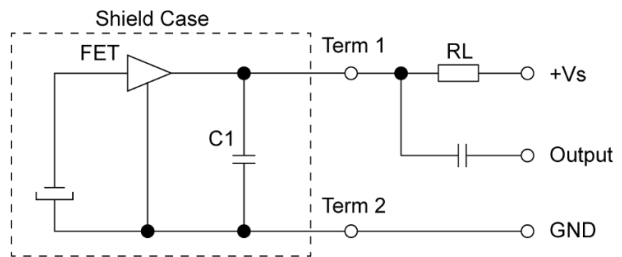 Shield Case
FET
Term 1
RL
+Vs
C1
Output
Term 2
GND